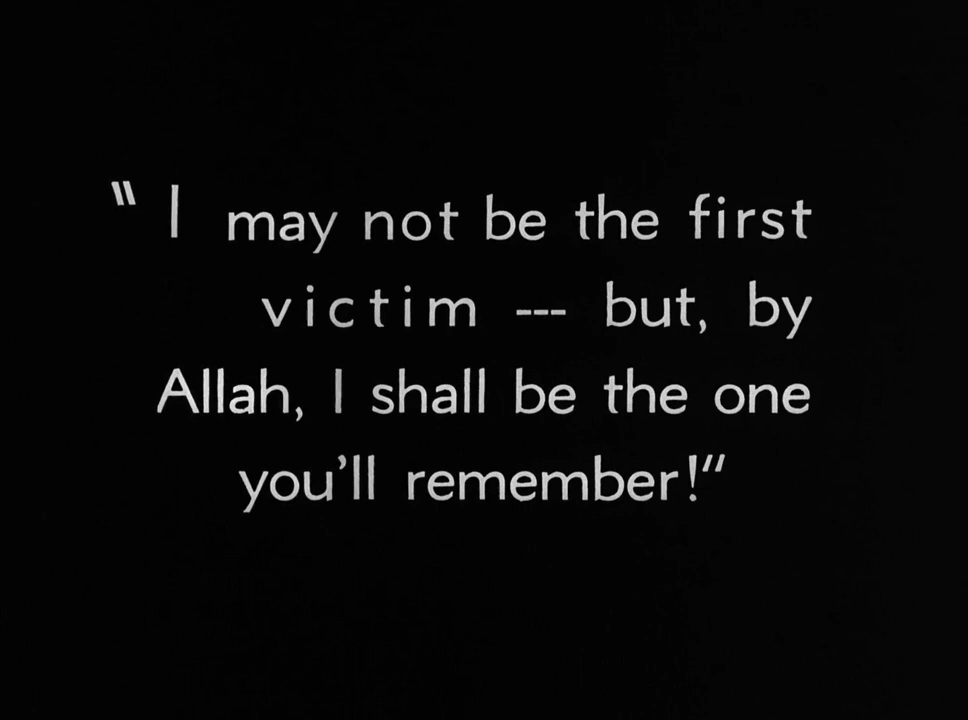 "I may not be the first
victim --- but, by
Allah, I shall be the one
you'll remember!"